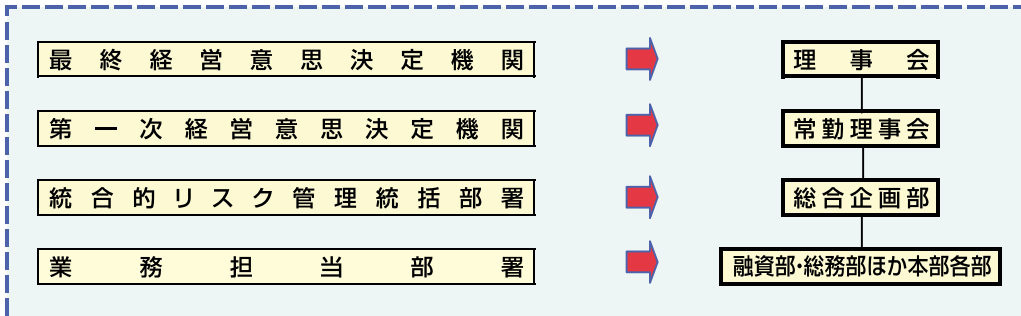 最終経営意思決定機関 理事会
第一次経営意思決定機関 常勤理事会
統合的リスク管理統括部署 総合企画部
業務担当部署 融資部・総務部ほか本部各部